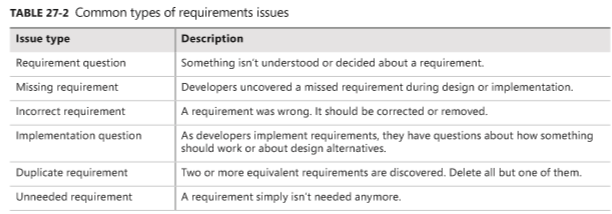 TABLE 27-2 Common types of requirements issues
Issue type Description
Requirement question Something isn't understood or decided about a requirement.
Missing requirement Developers uncovered a missed requirement during design or implementation.
Incorrect requirement A requirement was wrong. It should be corrected or removed.
Implementation question As developers implement requirements, they have questions about how something
should work or about design alternatives.
Duplicate requirement Two or more equivalent requirements are discovered. Delete all but one of them.
Unneeded requirement A requirement simply isn't needed anymore.